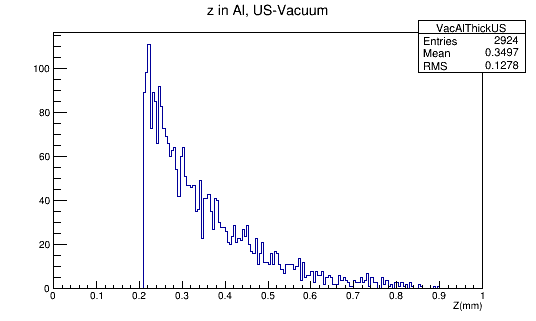 z in Al, US-Vacuum
VacAlThickUS
Entries 2924
Mean 0.3497
RMS 0.1278
100
80
60
40
20
0
0 0.1 0.2 0.3 0.4 0.5 0.6 0.7 0.8 0.9 1
Z(mm)